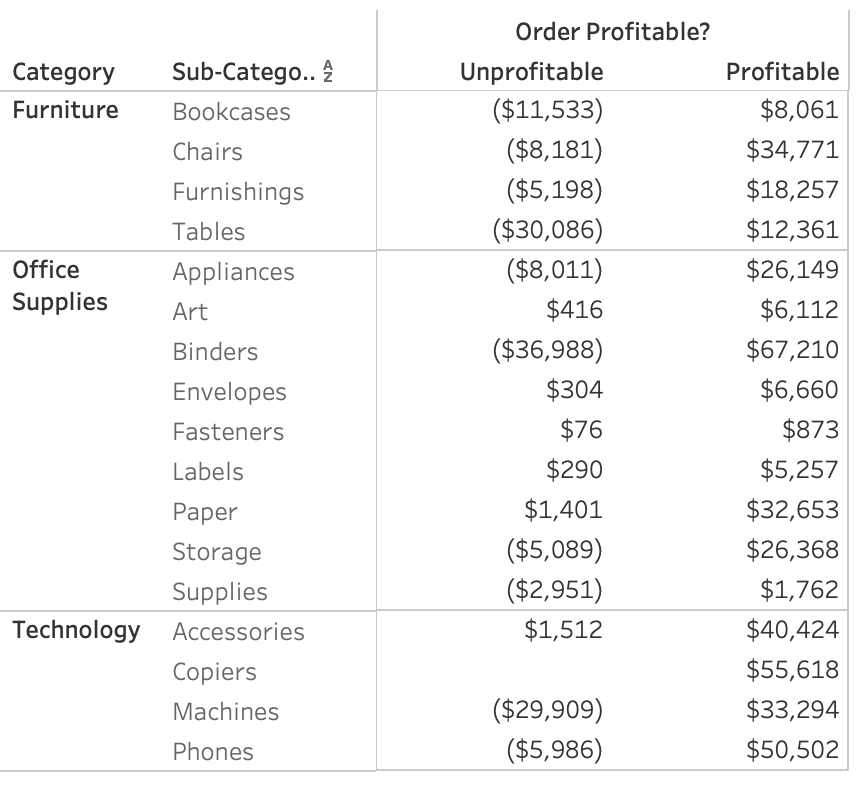 Order Profitable?
Category Sub-Catego.. AZ Unprofitable Profitable
Furniture Bookcases ($11,533) $8,061
Chairs ($8,181) $34,771
Furnishings ($5,198) $18,257
Tables ($30,086) $12,361
Office Supplies Appliances ($8,011) $26,149
Art $416 $6,112
Binders ($36,988) $67,210
Envelopes $304 $6,660
Fasteners $76 $873
Labels $290 $5,257
Paper $1,401 $32,653
Storage ($5,089) $26,368
Supplies ($2,951) $1,762
Technology Accessories $1,512 $40,424
Copiers $55,618
Machines ($29,909) $33,294
Phones ($5,986) $50,502